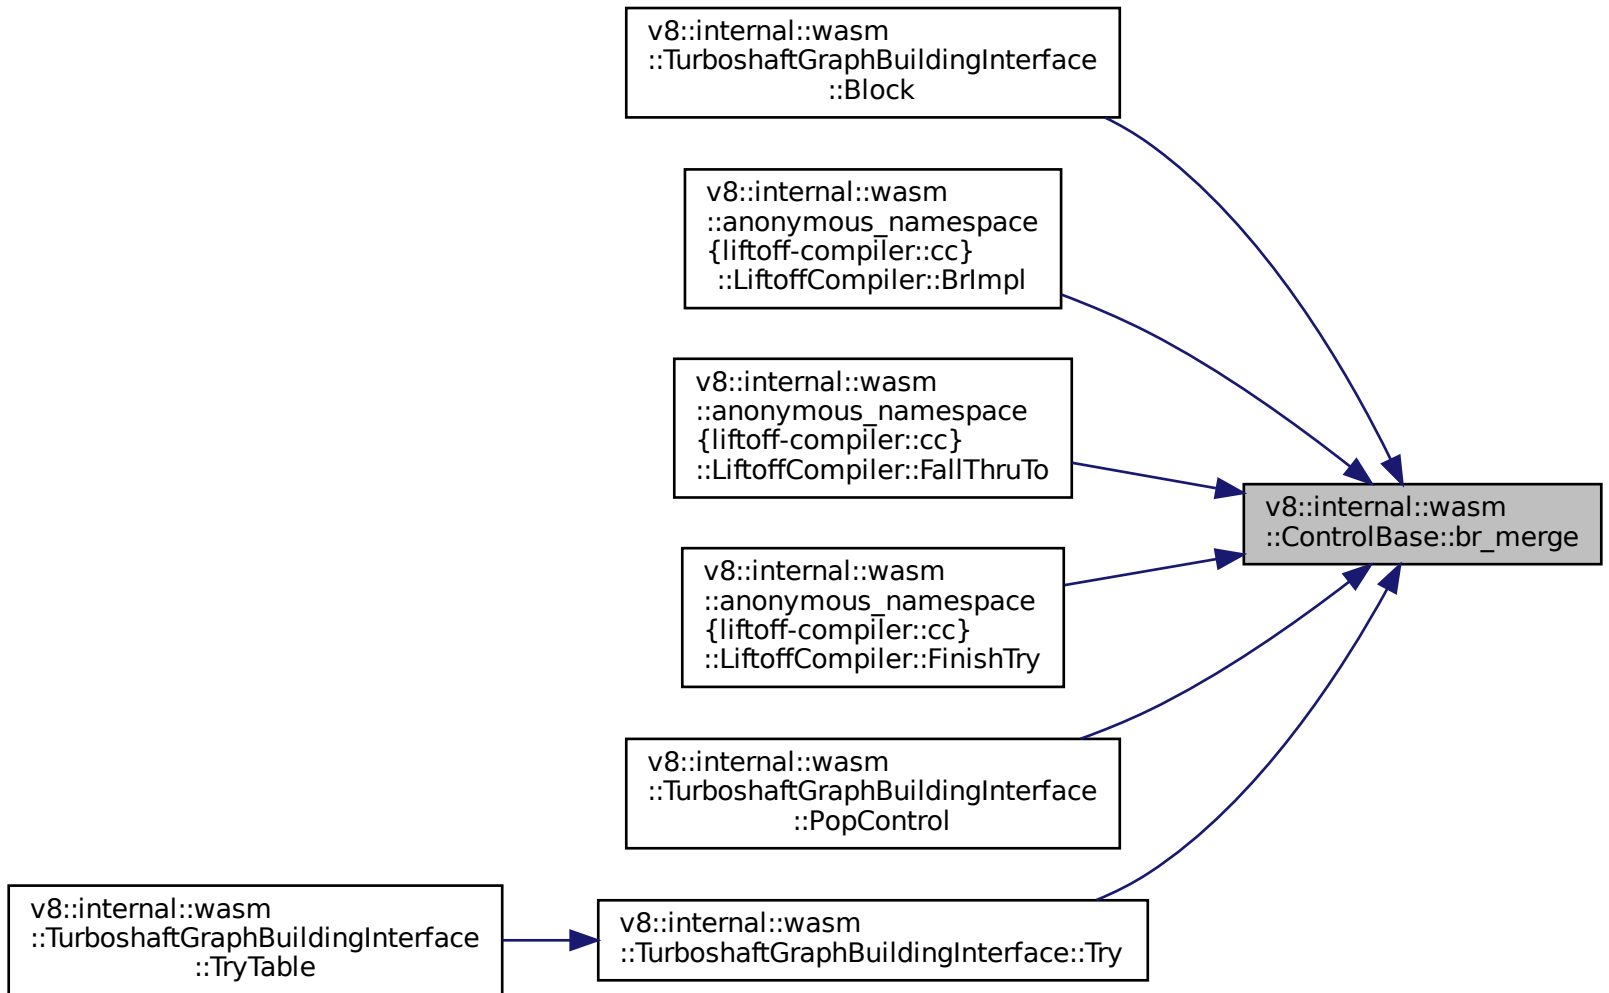 v8::internal::wasm
::TurboshaftGraphBuildingInterface
::Block
v8::internal::wasm
::anonymous_namespace
{liftoff-compiler::cc}
::LiftoffCompiler::BrImpl
v8::internal::wasm
::anonymous_namespace
{liftoff-compiler::cc}
::LiftoffCompiler::FallThruTo
v8::internal::wasm
::ControlBase::br_merge
v8::internal::wasm
::anonymous_namespace
{liftoff-compiler::cc}
::LiftoffCompiler::FinishTry
v8::internal::wasm
::TurboshaftGraphBuildingInterface
::PopControl
v8::internal::wasm
::TurboshaftGraphBuildingInterface
::TryTable
v8::internal::wasm
::TurboshaftGraphBuildingInterface::Try